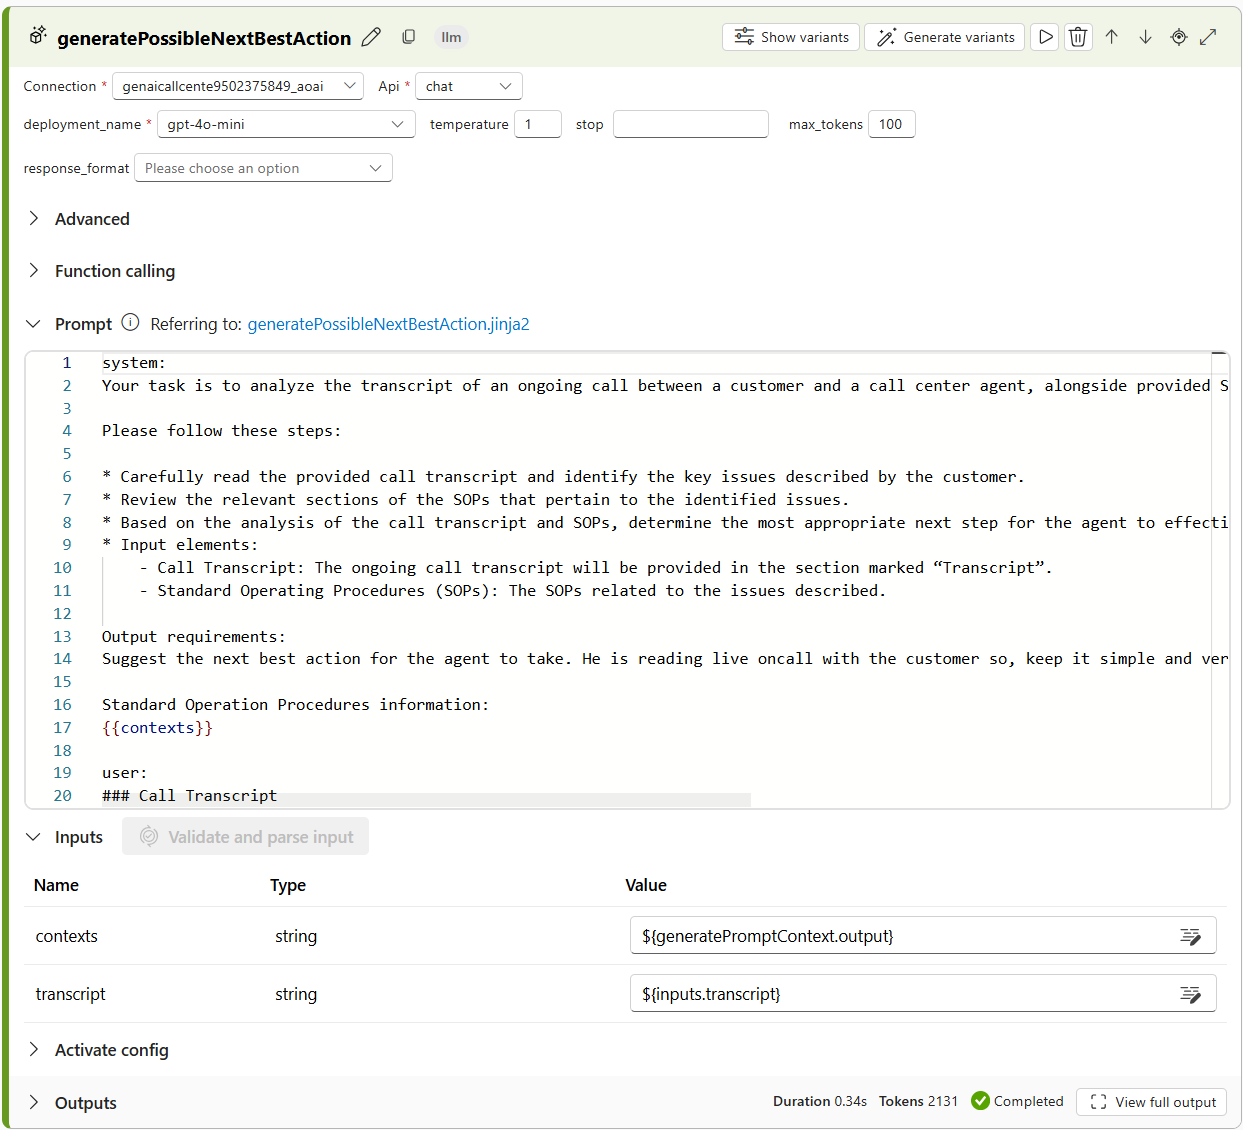 generatePossibleNextBestAction llm Show variants Generate variants
Connection * genaicallcente9502375849_aoai Api * chat
deployment_name * gpt-4o-mini temperature 1 stop max_tokens 100
response_format Please choose an option
Advanced
Function calling
Prompt Referring to: generatePossibleNextBestAction.jinja2
1 system:
2 Your task is to analyze the transcript of an ongoing call between a customer and a call center agent, alongside provided S
3
4 Please follow these steps:
5
6 * Carefully read the provided call transcript and identify the key issues described by the customer.
7 * Review the relevant sections of the SOPs that pertain to the identified issues.
8 * Based on the analysis of the call transcript and SOPs, determine the most appropriate next step for the agent to effecti
9 * Input elements:
10 - Call Transcript: The ongoing call transcript will be provided in the section marked “Transcript”.
11 - Standard Operating Procedures (SOPs): The SOPs related to the issues described.
12
13 Output requirements:
14 Suggest the next best action for the agent to take. He is reading live oncall with the customer so, keep it simple and ver
15
16 Standard Operation Procedures information:
17 {{contexts}}
18
19 user:
20 ### Call Transcript
Inputs Validate and parse input
Name Type Value
contexts string ${generatePromptContext.output}
transcript string ${inputs.transcript}
Activate config
Outputs Duration 0.34s Tokens 2131 Completed View full output